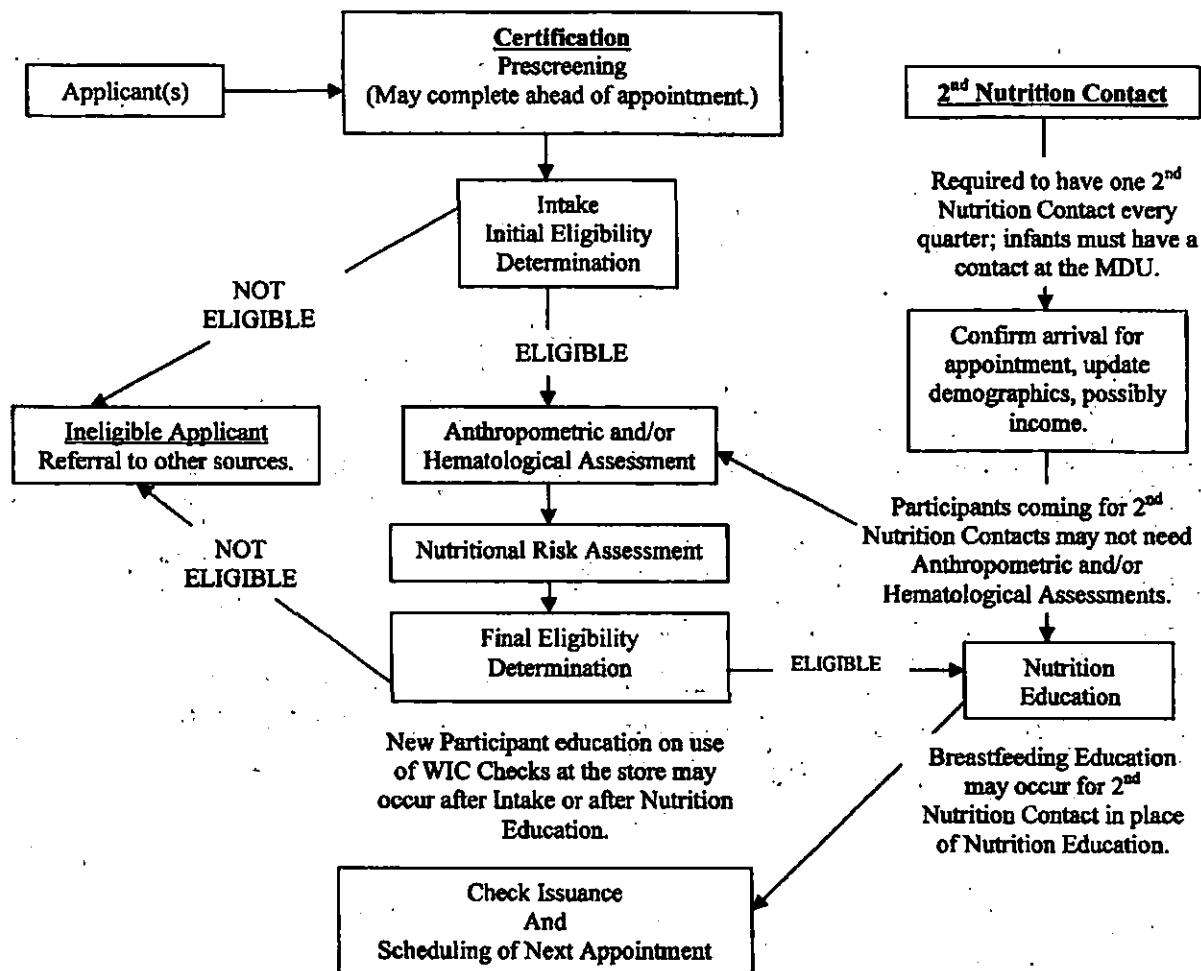 Applicant(s)
Certification
Prescreening
(May complete ahead of appointment.)
2nd Nutrition Contact
Intake
Initial Eligibility
Determination
Required to have one 2nd
Nutrition Contact every
quarter; infants must have a
contact at the MDU.
NOT
ELIGIBLE
ELIGIBLE
Confirm arrival for
appointment, update
demographics, possibly
income.
Ineligible Applicant
Referral to other sources.
Anthropometric and/or
Hematological Assessment
Participants coming for 2nd
Nutrition Contacts may not need
Anthropometric and/or
Hematological Assessments.
NOT
ELIGIBLE
Nutritional Risk Assessment
Final Eligibility
Determination
ELIGIBLE
Nutrition
Education
New Participant education on use
of WIC Checks at the store may
occur after Intake or after Nutrition
Education.
Breastfeeding Education
may occur for 2nd
Nutrition Contact in place
of Nutrition Education.
Check Issuance
And
Scheduling of Next Appointment